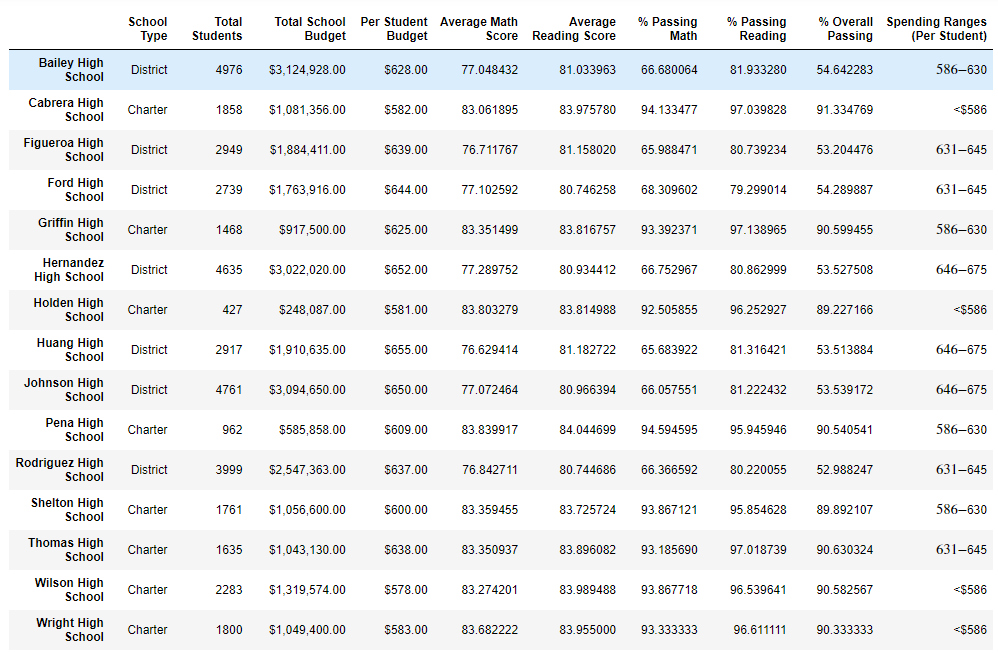 School Type Total Students Total School Budget Per Student Budget Average Math Score Average Reading Score % Passing Math % Passing Reading % Overall Passing Spending Ranges (Per Student)
Bailey High School District 4976 $3,124,928.00 $628.00 77.048432 81.033963 66.680064 81.933280 54.642283 586−630
Cabrera High School Charter 1858 $1,081,356.00 $582.00 83.061895 83.975780 94.133477 97.039828 91.334769 <$586
Figueroa High School District 2949 $1,884,411.00 $639.00 76.711767 81.158020 65.988471 80.739234 53.204476 631−645
Ford High School District 2739 $1,763,916.00 $644.00 77.102592 80.746258 68.309602 79.299014 54.289887 631−645
Griffin High School Charter 1468 $917,500.00 $625.00 83.351499 83.816757 93.392371 97.138965 90.599455 586−630
Hernandez High School District 4635 $3,022,020.00 $652.00 77.289752 80.934412 66.752967 80.862999 53.527508 646−675
Holden High School Charter 427 $248,087.00 $581.00 83.803279 83.814988 92.505855 96.252927 89.227166 <$586
Huang High School District 2917 $1,910,635.00 $655.00 76.629414 81.182722 65.683922 81.316421 53.513884 646−675
Johnson High School District 4761 $3,094,650.00 $650.00 77.072464 80.966394 66.057551 81.222432 53.539172 646−675
Pena High School Charter 962 $585,858.00 $609.00 83.839917 84.044699 94.594595 95.945946 90.540541 586−630
Rodriguez High School District 3999 $2,547,363.00 $637.00 76.842711 80.744686 66.366592 80.220055 52.988247 631−645
Shelton High School Charter 1761 $1,056,600.00 $600.00 83.359455 83.725724 93.867121 95.854628 89.892107 586−630
Thomas High School Charter 1635 $1,043,130.00 $638.00 83.350937 83.896082 93.185690 97.018739 90.630324 631−645
Wilson High School Charter 2283 $1,319,574.00 $578.00 83.274201 83.989488 93.867718 96.539641 90.582567 <$586
Wright High School Charter 1800 $1,049,400.00 $583.00 83.682222 83.955000 93.333333 96.611111 90.333333 <$586